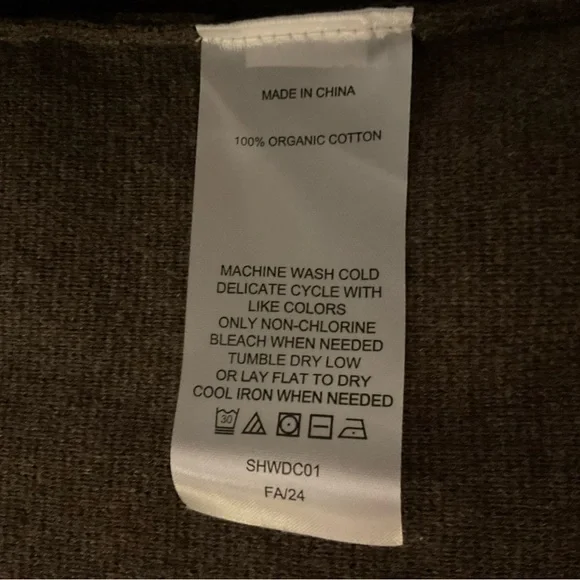 MADE IN CHINA
100% ORGANIC COTTON
MACHINE WASH COLD
DELICATE CYCLE WITH
LIKE COLORS
ONLY NON-CHLORINE
BLEACH WHEN NEEDED
TUMBLE DRY LOW
OR LAY FLAT TO DRY
COOL IRON WHEN NEEDED
30
SHWDC01
FA/24